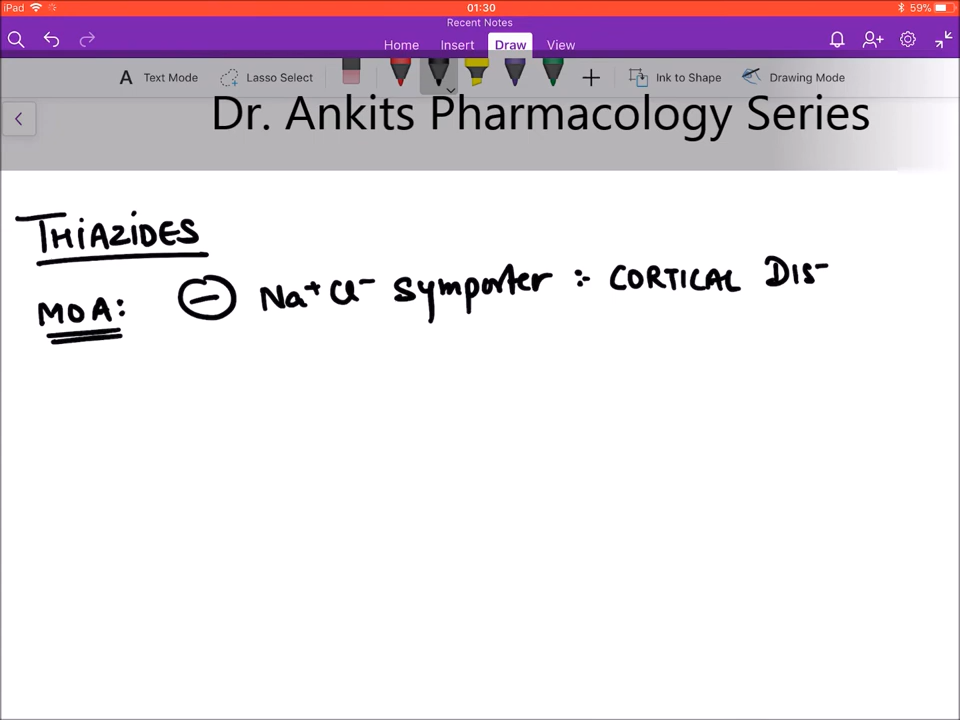 iPad 01:30 59%
Recent Notes
Home Insert Draw View
A Text Mode Lasso Select Ink to Shape Drawing Mode
Dr. Ankits Pharmacology Series
THiAZiDES
MOA: − Na+ Cl− Symporter : CORTICAL DIST